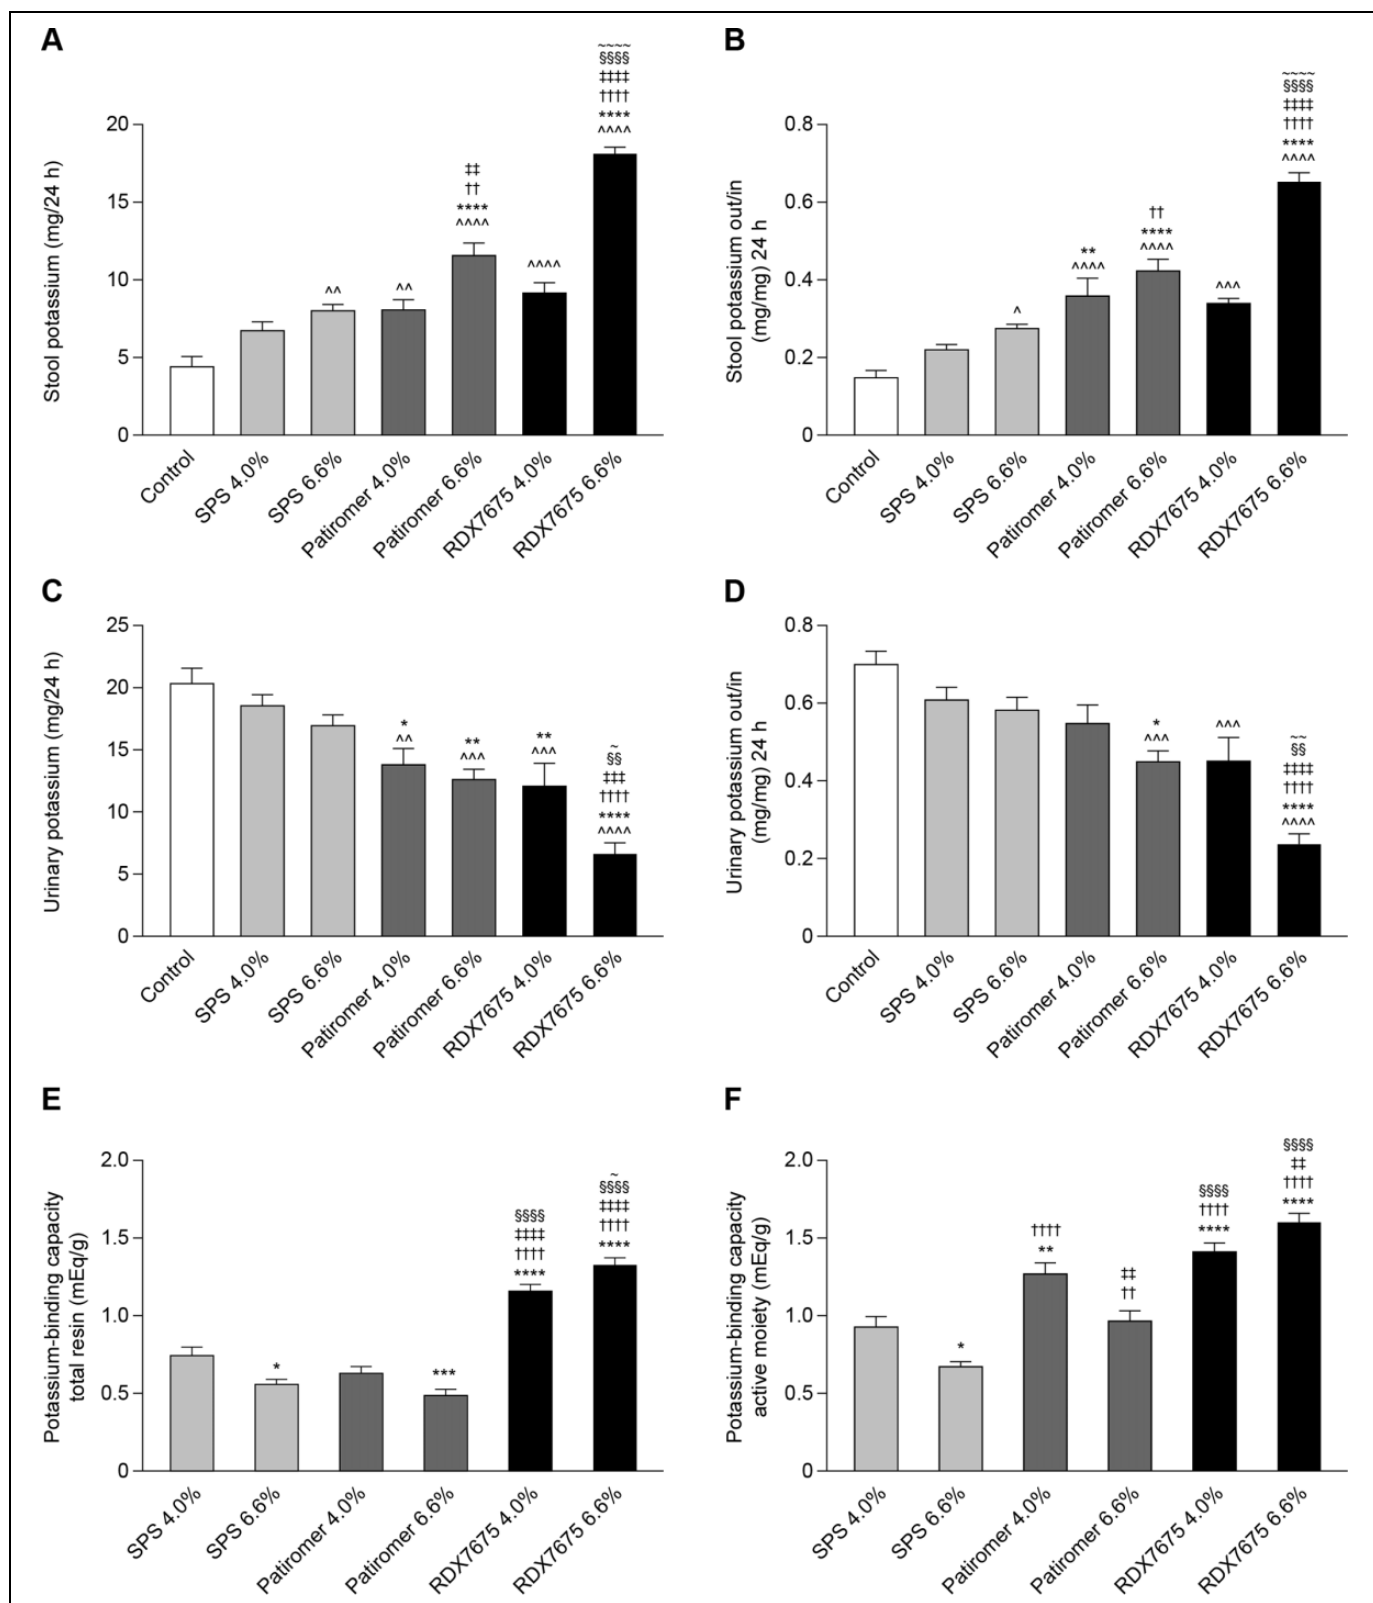 A
Stool potassium (mg/24 h)
20
15
10
5
0
^^
^^
‡‡
††
****
^^^^
^^^^
~~~~
§§§§
‡‡‡‡
††††
****
^^^^
Control
SPS 4.0%
SPS 6.6%
Patiromer 4.0%
Patiromer 6.6%
RDX7675 4.0%
RDX7675 6.6%
B
Stool potassium out/in
(mg/mg) 24 h
0.8
0.6
0.4
0.2
0
^
**
^^^^
††
****
^^^^
^^^
~~~~
§§§§
‡‡‡‡
††††
****
^^^^
Control
SPS 4.0%
SPS 6.6%
Patiromer 4.0%
Patiromer 6.6%
RDX7675 4.0%
RDX7675 6.6%
C
Urinary potassium (mg/24 h)
25
20
15
10
5
0
*
^^
**
^^^
**
^^^
~
§§
‡‡‡
††††
****
^^^^
Control
SPS 4.0%
SPS 6.6%
Patiromer 4.0%
Patiromer 6.6%
RDX7675 4.0%
RDX7675 6.6%
D
Urinary potassium out/in
(mg/mg) 24 h
0.8
0.6
0.4
0.2
0
*
^^^
^^^
~~
§§
‡‡‡‡
††††
****
^^^^
Control
SPS 4.0%
SPS 6.6%
Patiromer 4.0%
Patiromer 6.6%
RDX7675 4.0%
RDX7675 6.6%
E
Potassium-binding capacity
total resin (mEq/g)
2.0
1.5
1.0
0.5
0
*
***
§§§§
‡‡‡‡
††††
****
~
§§§§
‡‡‡‡
††††
****
SPS 4.0%
SPS 6.6%
Patiromer 4.0%
Patiromer 6.6%
RDX7675 4.0%
RDX7675 6.6%
F
Potassium-binding capacity
active moiety (mEq/g)
2.0
1.5
1.0
0.5
0
*
††††
**
‡‡
††
§§§§
††††
****
§§§§
‡‡
††††
****
SPS 4.0%
SPS 6.6%
Patiromer 4.0%
Patiromer 6.6%
RDX7675 4.0%
RDX7675 6.6%